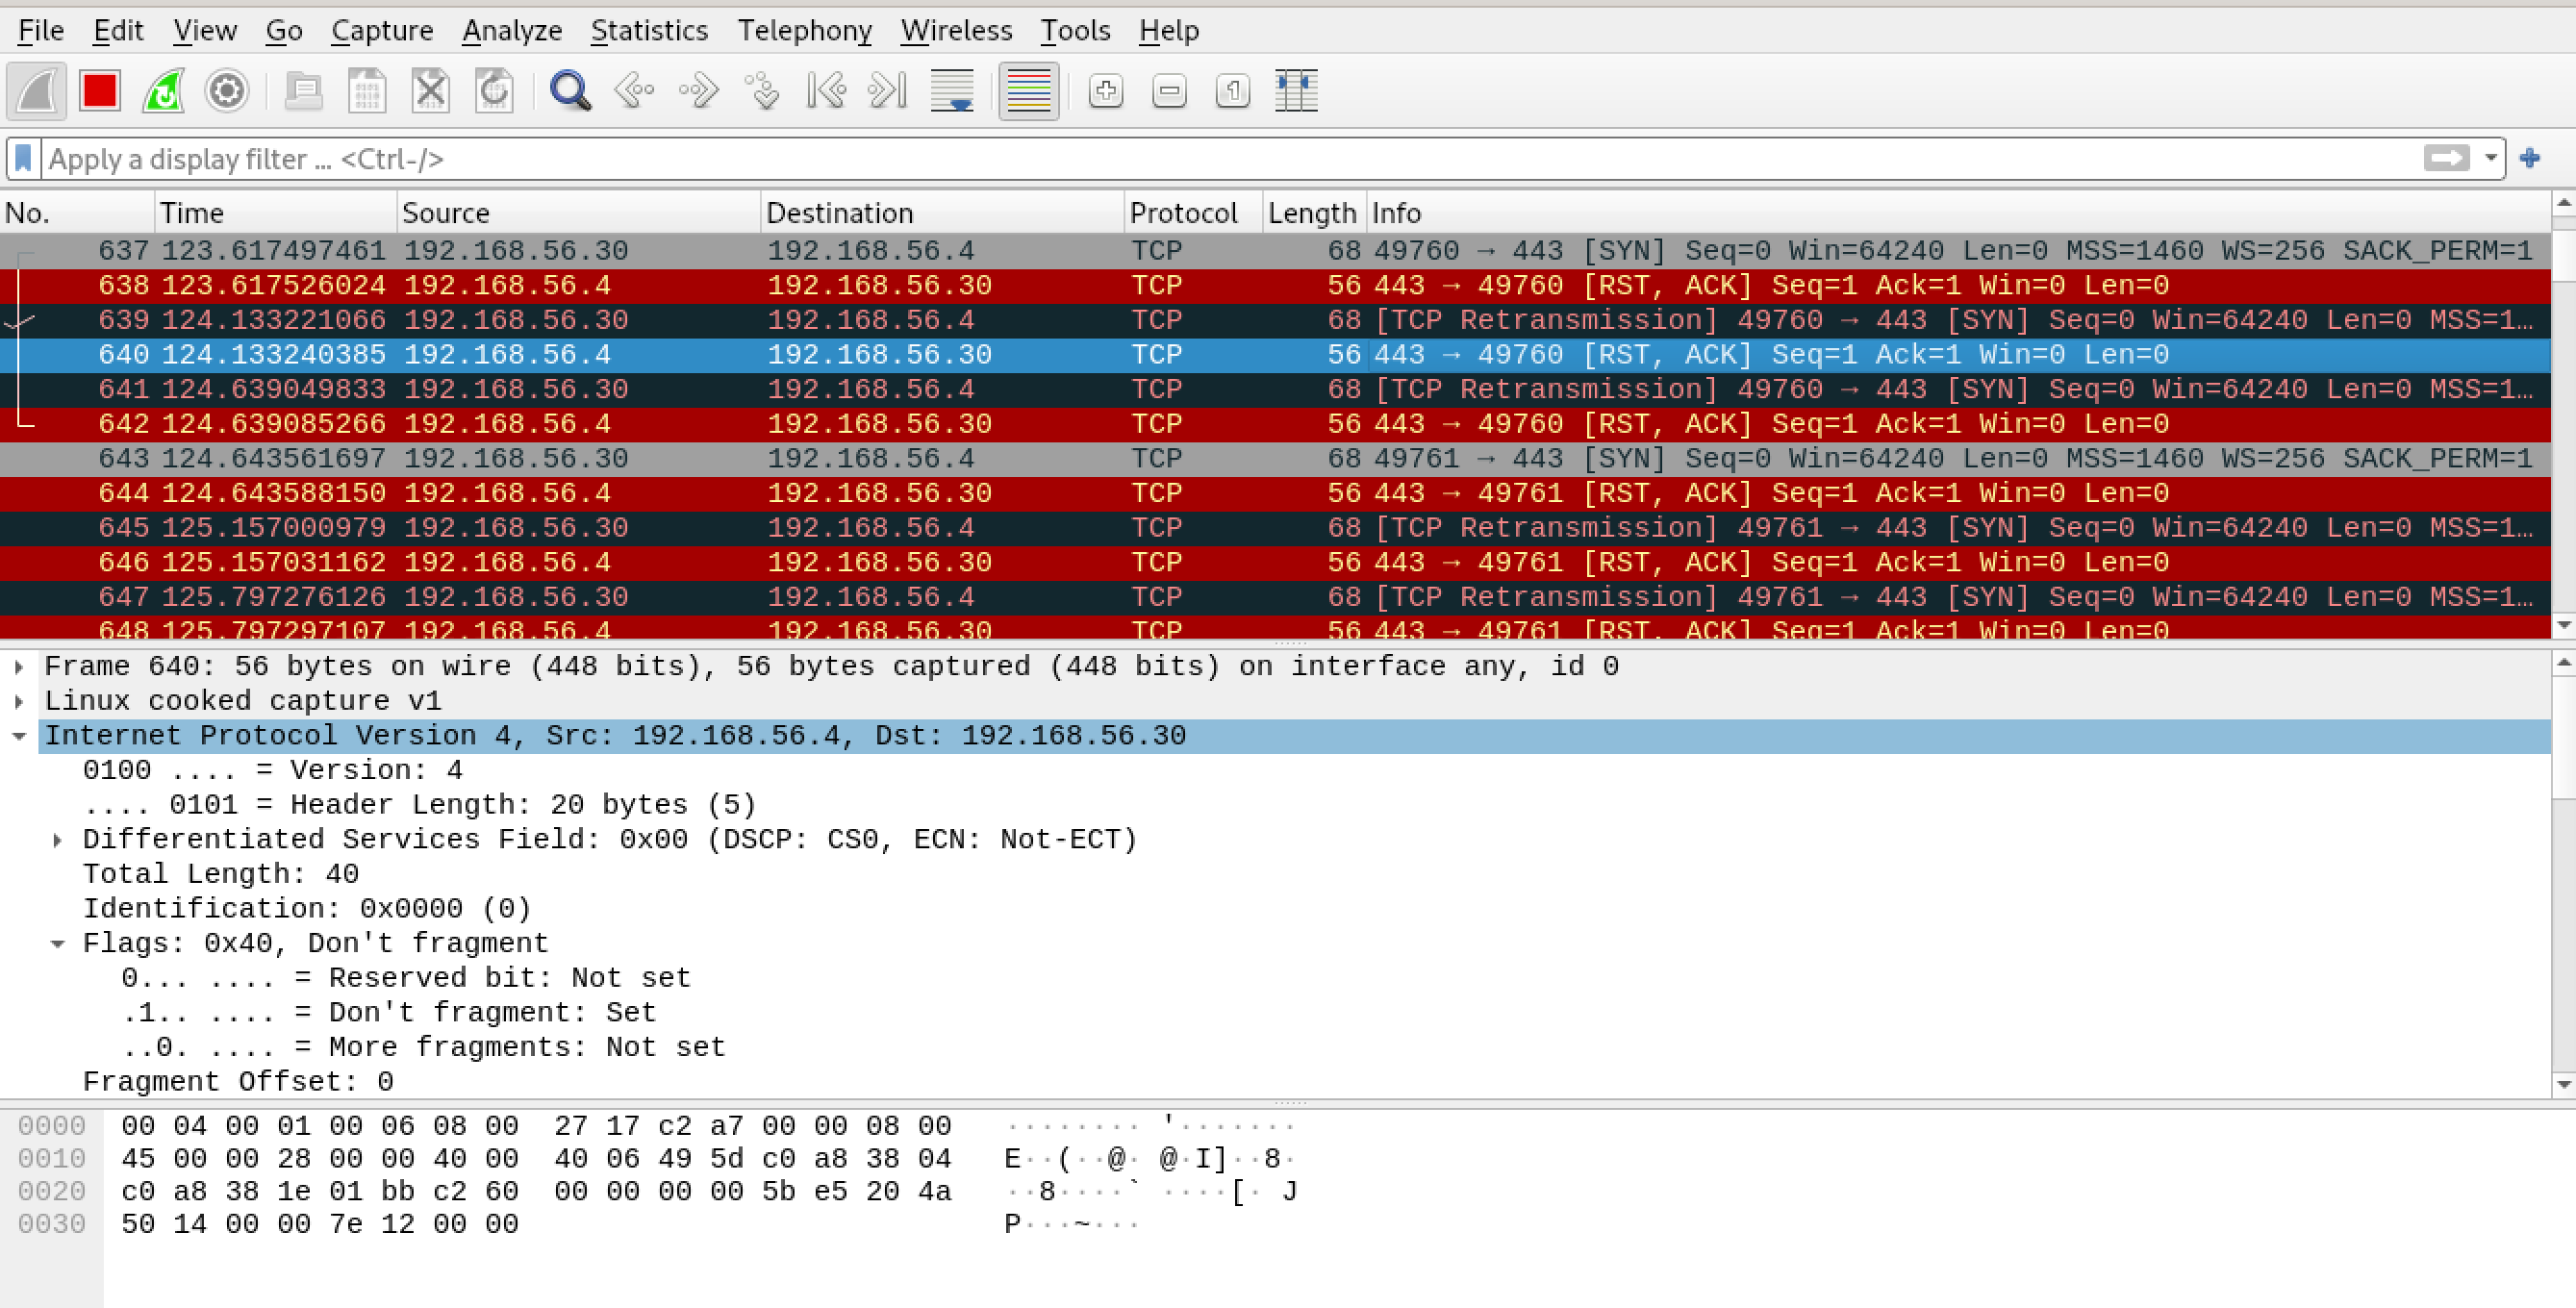 File Edit View Go Capture Analyze Statistics Telephony Wireless Tools Help
Apply a display filter ... <Ctrl-/>
No. Time Source Destination Protocol Length Info
637 123.617497461 192.168.56.30 192.168.56.4 TCP 68 49760 → 443 [SYN] Seq=0 Win=64240 Len=0 MSS=1460 WS=256 SACK_PERM=1
638 123.617526024 192.168.56.4 192.168.56.30 TCP 56 443 → 49760 [RST, ACK] Seq=1 Ack=1 Win=0 Len=0
639 124.133221066 192.168.56.30 192.168.56.4 TCP 68 [TCP Retransmission] 49760 → 443 [SYN] Seq=0 Win=64240 Len=0 MSS=1…
640 124.133240385 192.168.56.4 192.168.56.30 TCP 56 443 → 49760 [RST, ACK] Seq=1 Ack=1 Win=0 Len=0
641 124.639049833 192.168.56.30 192.168.56.4 TCP 68 [TCP Retransmission] 49760 → 443 [SYN] Seq=0 Win=64240 Len=0 MSS=1…
642 124.639085266 192.168.56.4 192.168.56.30 TCP 56 443 → 49760 [RST, ACK] Seq=1 Ack=1 Win=0 Len=0
643 124.643561697 192.168.56.30 192.168.56.4 TCP 68 49761 → 443 [SYN] Seq=0 Win=64240 Len=0 MSS=1460 WS=256 SACK_PERM=1
644 124.643588150 192.168.56.4 192.168.56.30 TCP 56 443 → 49761 [RST, ACK] Seq=1 Ack=1 Win=0 Len=0
645 125.157000979 192.168.56.30 192.168.56.4 TCP 68 [TCP Retransmission] 49761 → 443 [SYN] Seq=0 Win=64240 Len=0 MSS=1…
646 125.157031162 192.168.56.4 192.168.56.30 TCP 56 443 → 49761 [RST, ACK] Seq=1 Ack=1 Win=0 Len=0
647 125.797276126 192.168.56.30 192.168.56.4 TCP 68 [TCP Retransmission] 49761 → 443 [SYN] Seq=0 Win=64240 Len=0 MSS=1…
648 125.797297107 192.168.56.4 192.168.56.30 TCP 56 443 → 49761 [RST, ACK] Seq=1 Ack=1 Win=0 Len=0
Frame 640: 56 bytes on wire (448 bits), 56 bytes captured (448 bits) on interface any, id 0
Linux cooked capture v1
Internet Protocol Version 4, Src: 192.168.56.4, Dst: 192.168.56.30
0100 .... = Version: 4
.... 0101 = Header Length: 20 bytes (5)
Differentiated Services Field: 0x00 (DSCP: CS0, ECN: Not-ECT)
Total Length: 40
Identification: 0x0000 (0)
Flags: 0x40, Don't fragment
0... .... = Reserved bit: Not set
.1.. .... = Don't fragment: Set
..0. .... = More fragments: Not set
Fragment Offset: 0
0000 00 04 00 01 00 06 08 00 27 17 c2 a7 00 00 08 00 ········ '·······
0010 45 00 00 28 00 00 40 00 40 06 49 5d c0 a8 38 04 E··(··@· @·I]··8·
0020 c0 a8 38 1e 01 bb c2 60 00 00 00 00 5b e5 20 4a ··8····` ····[· J
0030 50 14 00 00 7e 12 00 00 P···~···